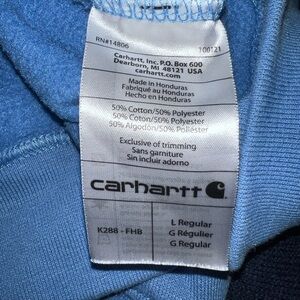 RN#14806 100121
Carhartt, Inc. P.O. Box 600
Dearborn, MI 48121 USA
carhartt.com
Made in Honduras
Fabriqué au Honduras
Hecho en Honduras
50% Cotton/50% Polyester
50% Coton/50% Polyester
50% Algodón/50% Poliéster
Exclusive of trimming
Sans garniture
Sin incluir adorno
carhartt
K288 - FHB
L Regular
G Régulier
G Regular